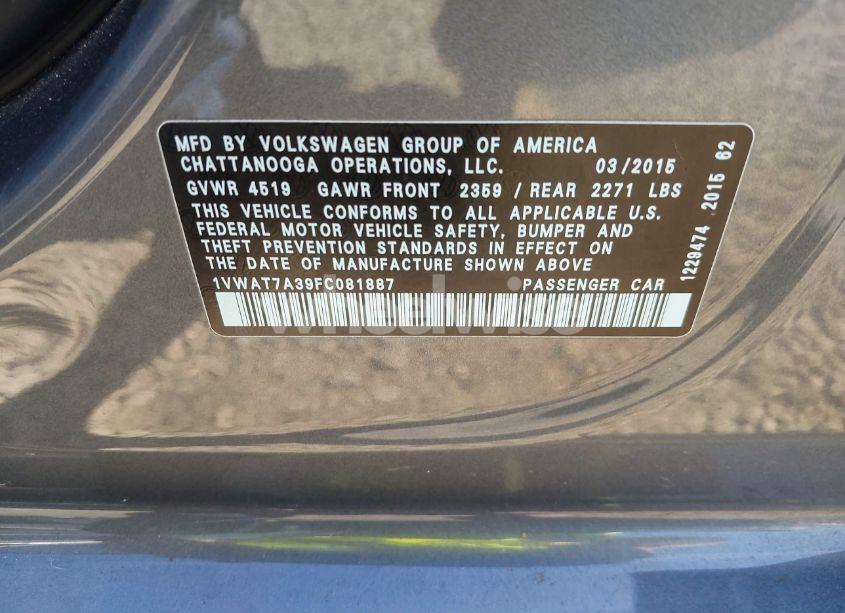 MFD BY VOLKSWAGEN GROUP OF AMERICA
CHATTANOOGA OPERATIONS, LLC. 03/2015
GVWR 4519 GAWR FRONT 2359 / REAR 2271 LBS
THIS VEHICLE CONFORMS TO ALL APPLICABLE U.S.
FEDERAL MOTOR VEHICLE SAFETY, BUMPER AND
THEFT PREVENTION STANDARDS IN EFFECT ON
THE DATE OF MANUFACTURE SHOWN ABOVE.
1VWAT7A39FC081887 PASSENGER CAR
1229474 2015 62
wheelwise